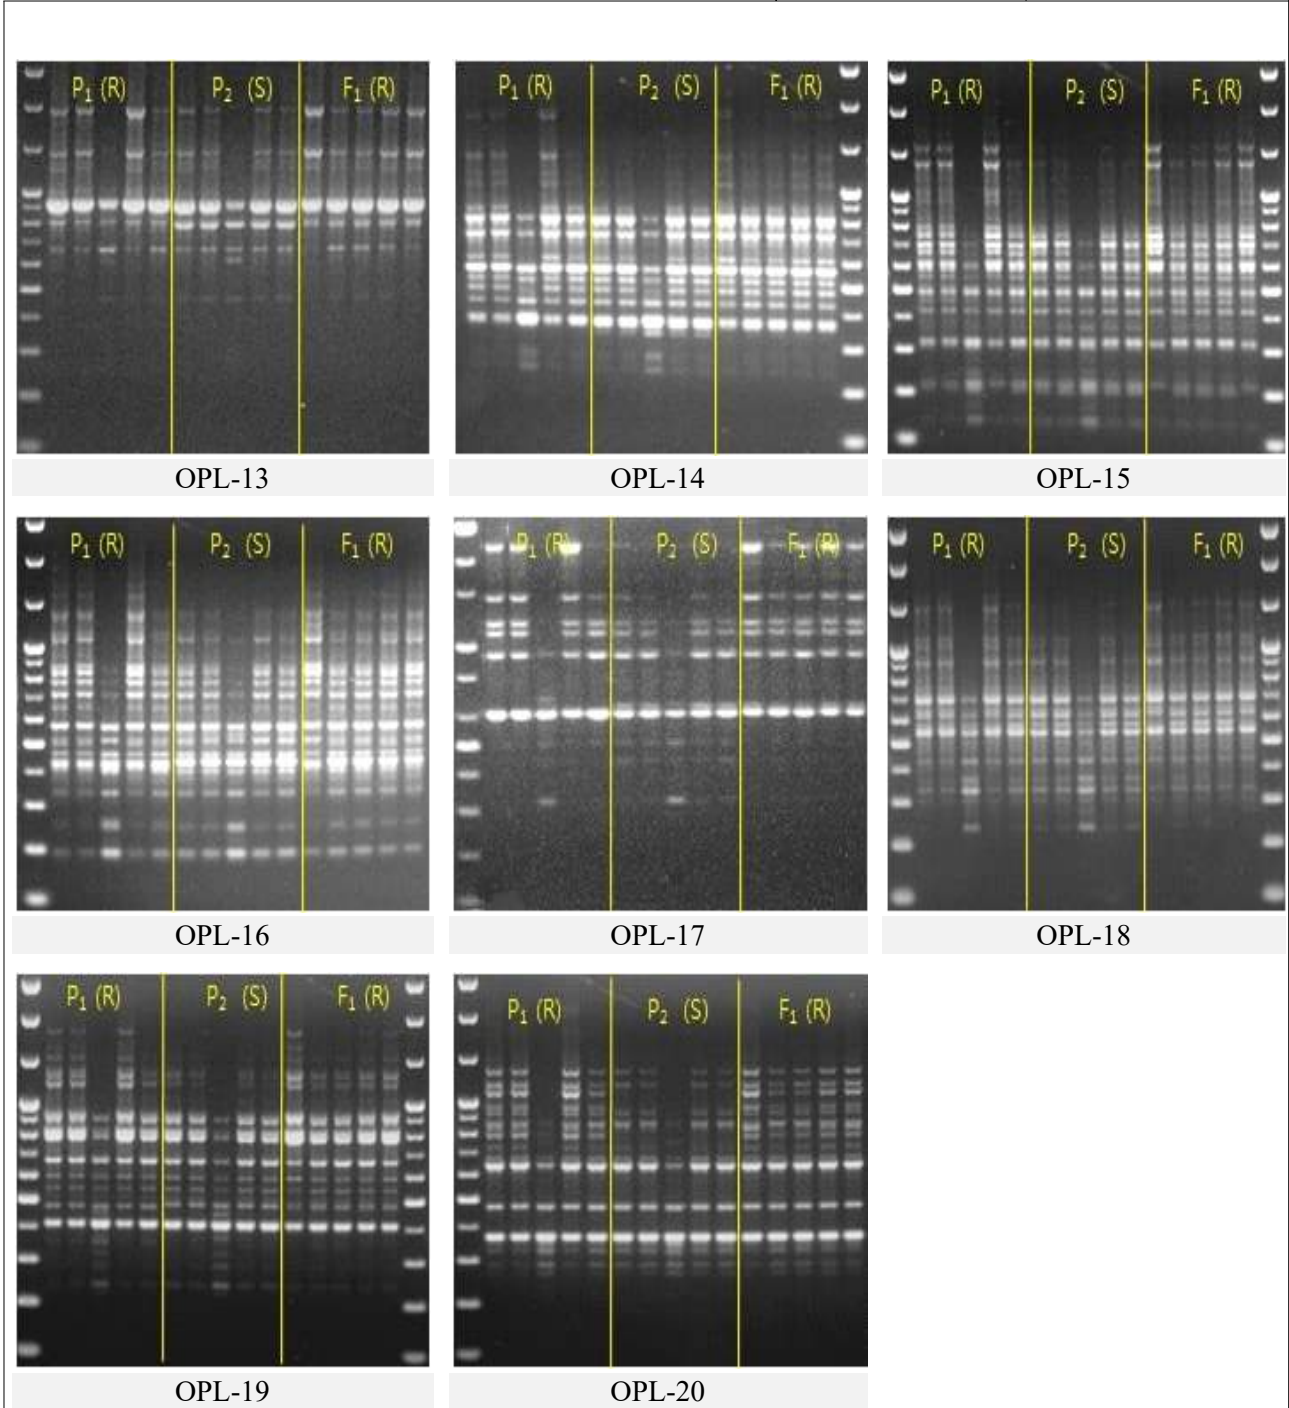 P₁ (R) P₂ (S) F₁ (R)
P₁ (R) P₂ (S) F₁ (R)
P₁ (R) P₂ (S) F₁ (R)
OPL-13 OPL-14 OPL-15
P₁ (R) P₂ (S) F₁ (R)
P₁ (R) P₂ (S) F₁ (R)
P₁ (R) P₂ (S) F₁ (R)
OPL-16 OPL-17 OPL-18
P₁ (R) P₂ (S) F₁ (R)
P₁ (R) P₂ (S) F₁ (R)
OPL-19 OPL-20